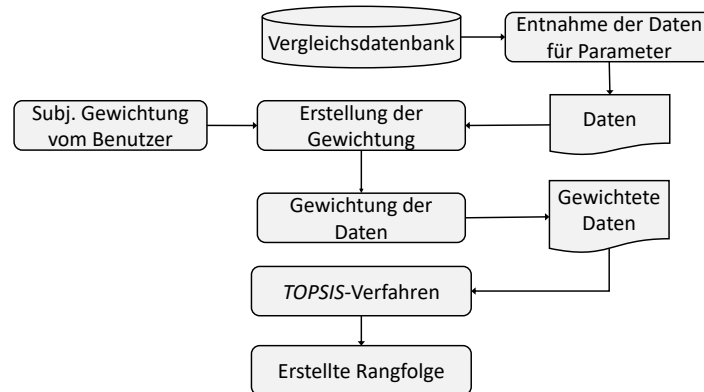 Vergleichsdatenbank
Entnahme der Daten
für Parameter
Subj. Gewichtung
vom Benutzer
Erstellung der
Gewichtung
Daten
Gewichtung der
Daten
Gewichtete
Daten
TOPSIS-Verfahren
Erstellte Rangfolge